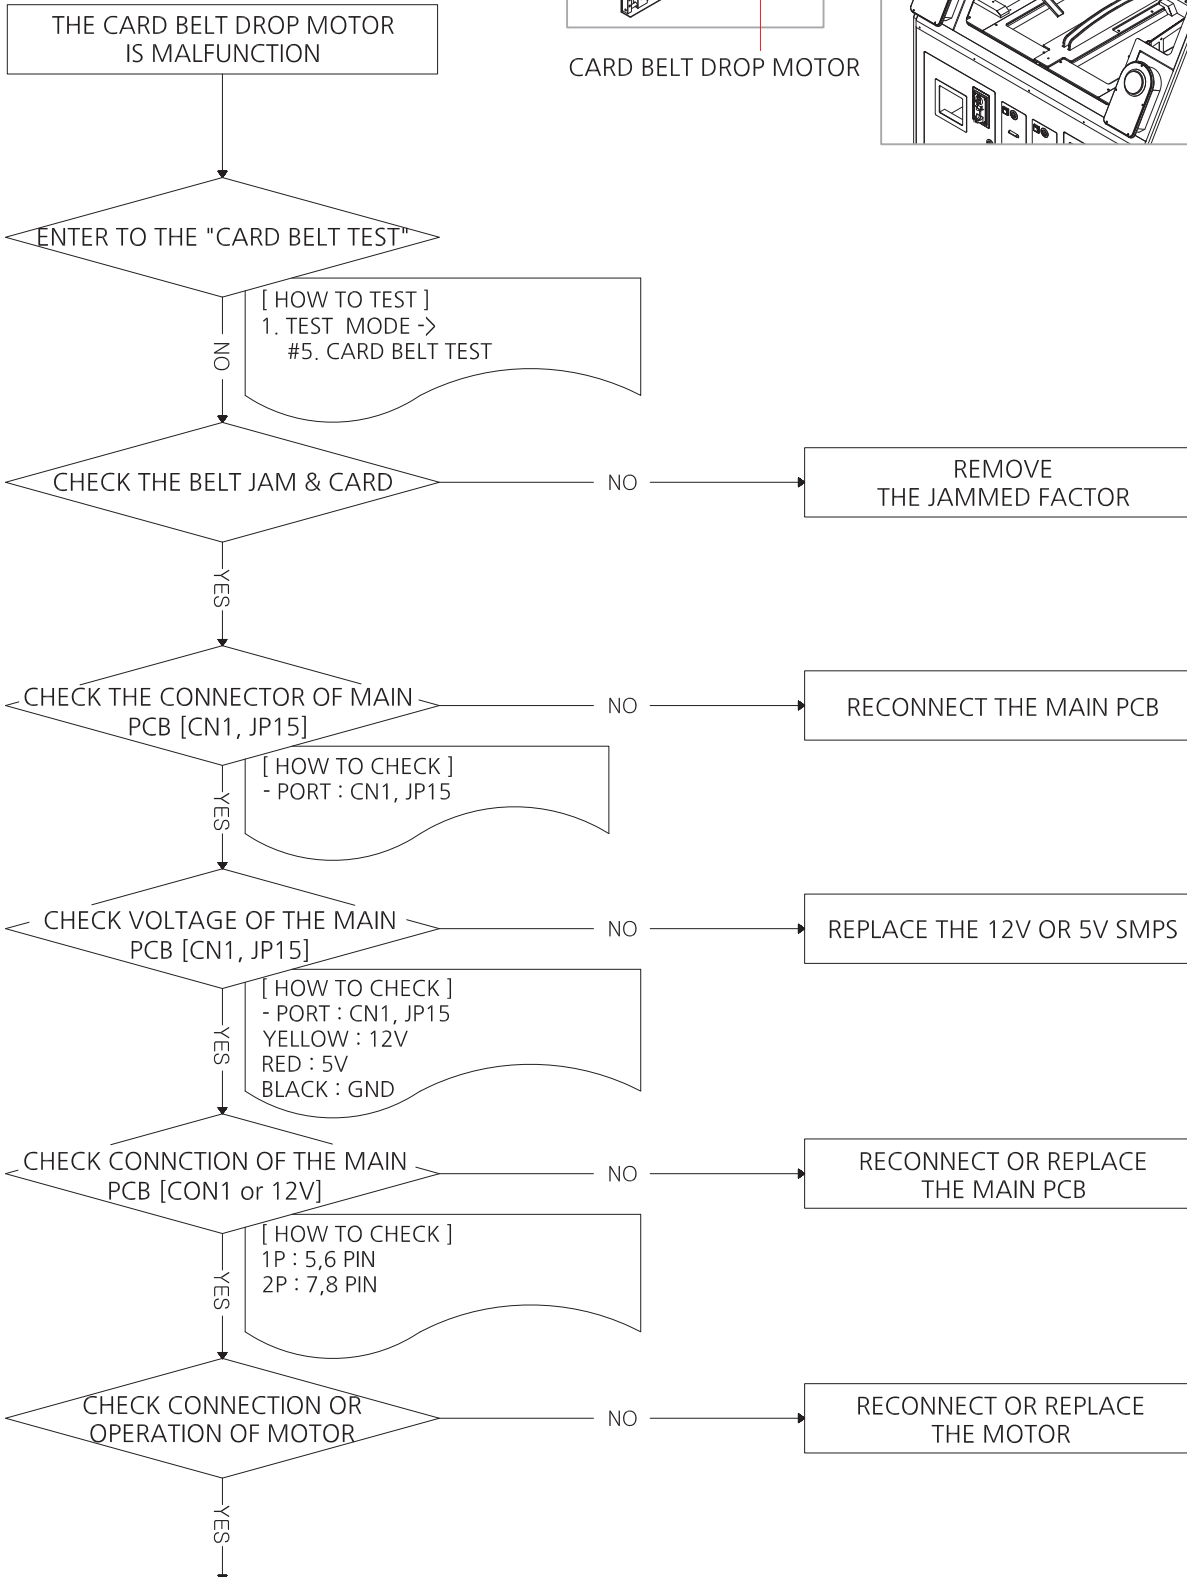 THE CARD BELT DROP MOTOR
IS MALFUNCTION
CARD BELT DROP MOTOR
ENTER TO THE "CARD BELT TEST"
[ HOW TO TEST ]
1. TEST MODE ->
#5. CARD BELT TEST
NO
CHECK THE BELT JAM & CARD
NO
REMOVE
THE JAMMED FACTOR
YES
CHECK THE CONNECTOR OF MAIN
PCB [CN1, JP15]
NO
RECONNECT THE MAIN PCB
[ HOW TO CHECK ]
- PORT : CN1, JP15
YES
CHECK VOLTAGE OF THE MAIN
PCB [CN1, JP15]
NO
REPLACE THE 12V OR 5V SMPS
[ HOW TO CHECK ]
- PORT : CN1, JP15
YELLOW : 12V
RED : 5V
BLACK : GND
YES
CHECK CONNCTION OF THE MAIN
PCB [CON1 or 12V]
NO
RECONNECT OR REPLACE
THE MAIN PCB
[ HOW TO CHECK ]
1P : 5,6 PIN
2P : 7,8 PIN
YES
CHECK CONNECTION OR
OPERATION OF MOTOR
NO
RECONNECT OR REPLACE
THE MOTOR
YES